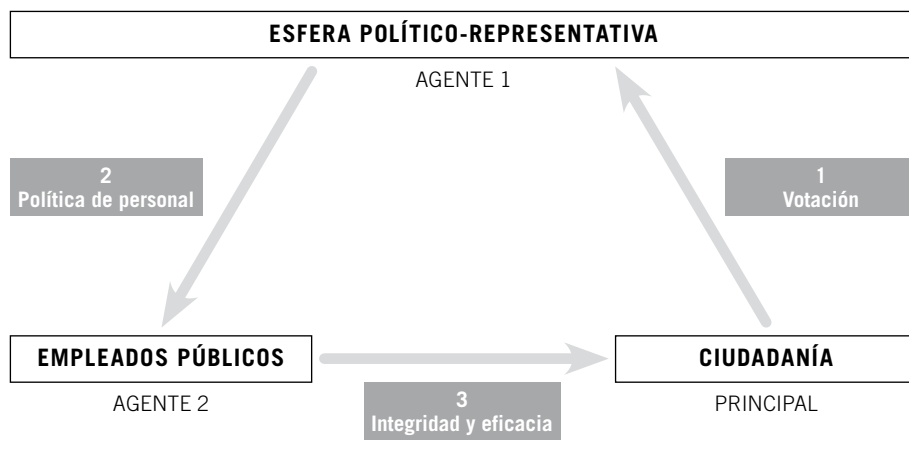 ESFERA POLÍTICO-REPRESENTATIVA
AGENTE 1
2
Política de personal
1
Votación
EMPLEADOS PÚBLICOS
CIUDADANÍA
AGENTE 2
3
Integridad y eficacia
PRINCIPAL